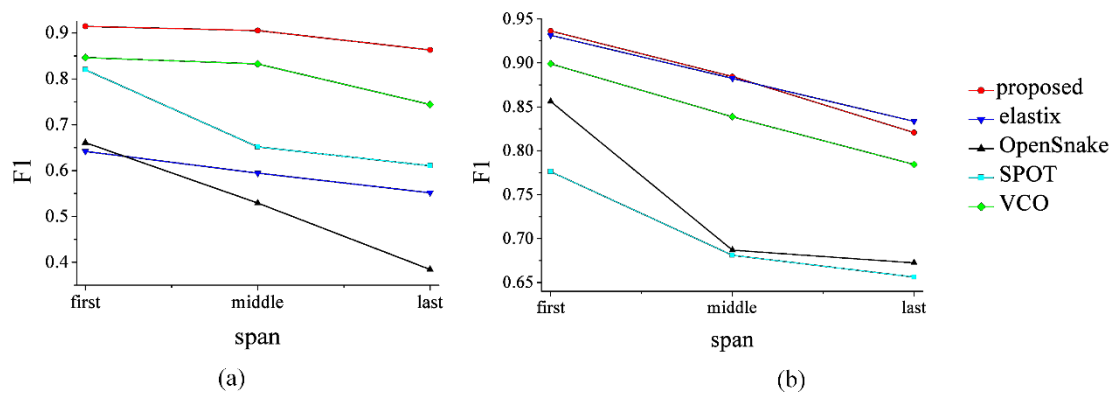 0.9
0.8
0.7
0.6
0.5
0.4
F1
first
middle
last
span
(a)
0.95
0.90
0.85
0.80
0.75
0.70
0.65
F1
first
middle
last
span
(b)
proposed
elastix
OpenSnake
SPOT
VCO